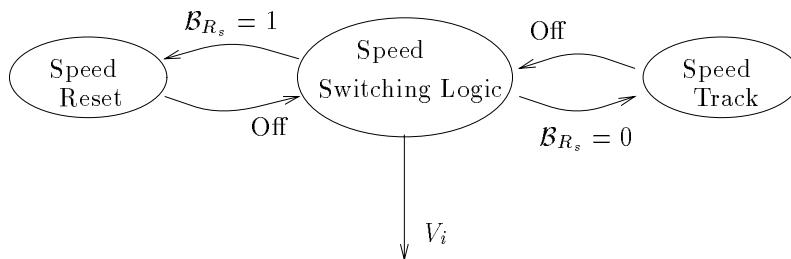 𝓑_{R_s} = 1
Off
Speed
Switching Logic
Speed
Reset
Speed
Track
Off
𝓑_{R_s} = 0
V_i